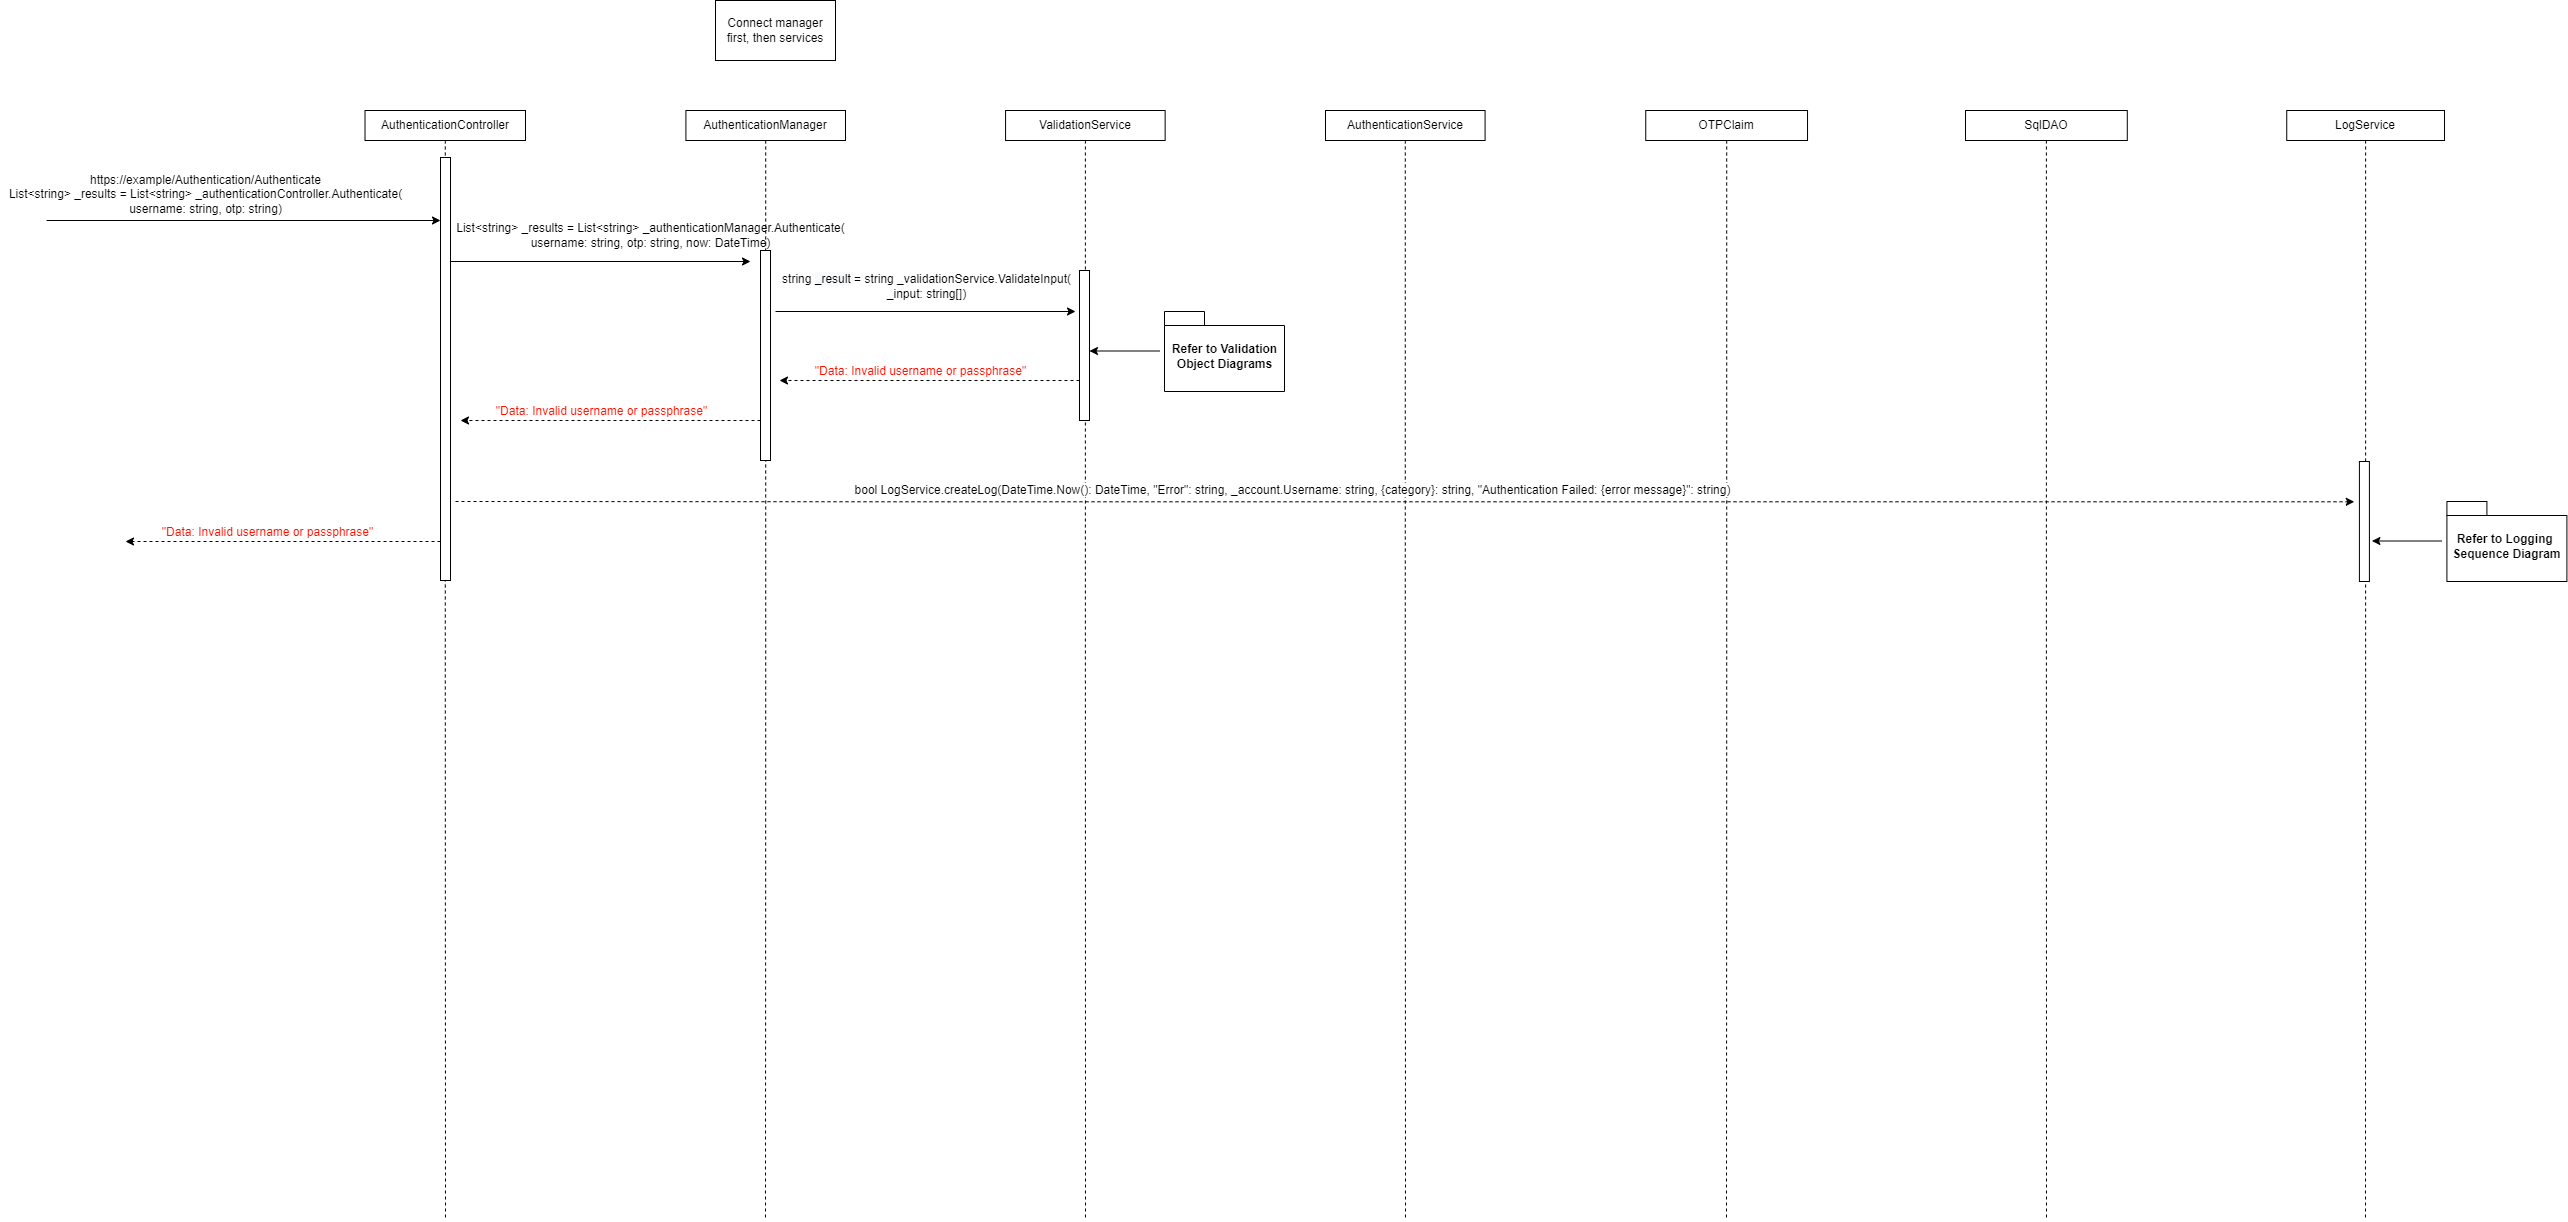 Connect manager
first, then services
AuthenticationController
AuthenticationManager
ValidationService
AuthenticationService
OTPClaim
SqlDAO
LogService
https://example/Authentication/Authenticate
List<string> _results = List<string> _authenticationController.Authenticate(
username: string, otp: string)
List<string> _results = List<string> _authenticationManager.Authenticate(
username: string, otp: string, now: DateTime)
string _result = string _validationService.ValidateInput(
_input: string[])
Refer to Validation
Object Diagrams
"Data: Invalid username or passphrase"
"Data: Invalid username or passphrase"
bool LogService.createLog(DateTime.Now(): DateTime, "Error": string, _account.Username: string, {category}: string, "Authentication Failed: {error message}": string)
"Data: Invalid username or passphrase"
Refer to Logging
Sequence Diagram